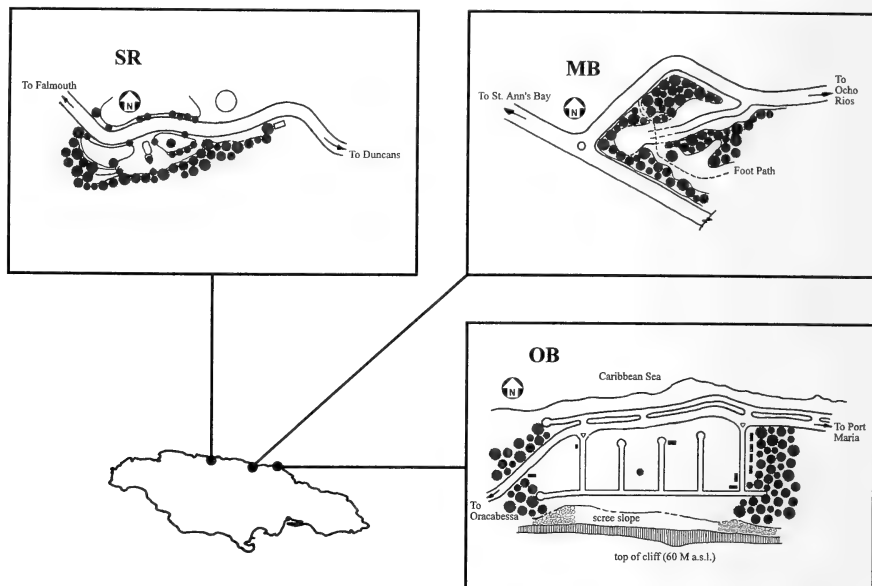 SR
To Falmouth
N
To Duncans
MB
To St. Ann's Bay
N
To
Ocho
Rios
Foot Path
OB
N
Caribbean Sea
To Port
Maria
To
Oracabessa
scree slope
top of cliff (60 M a.s.l.)